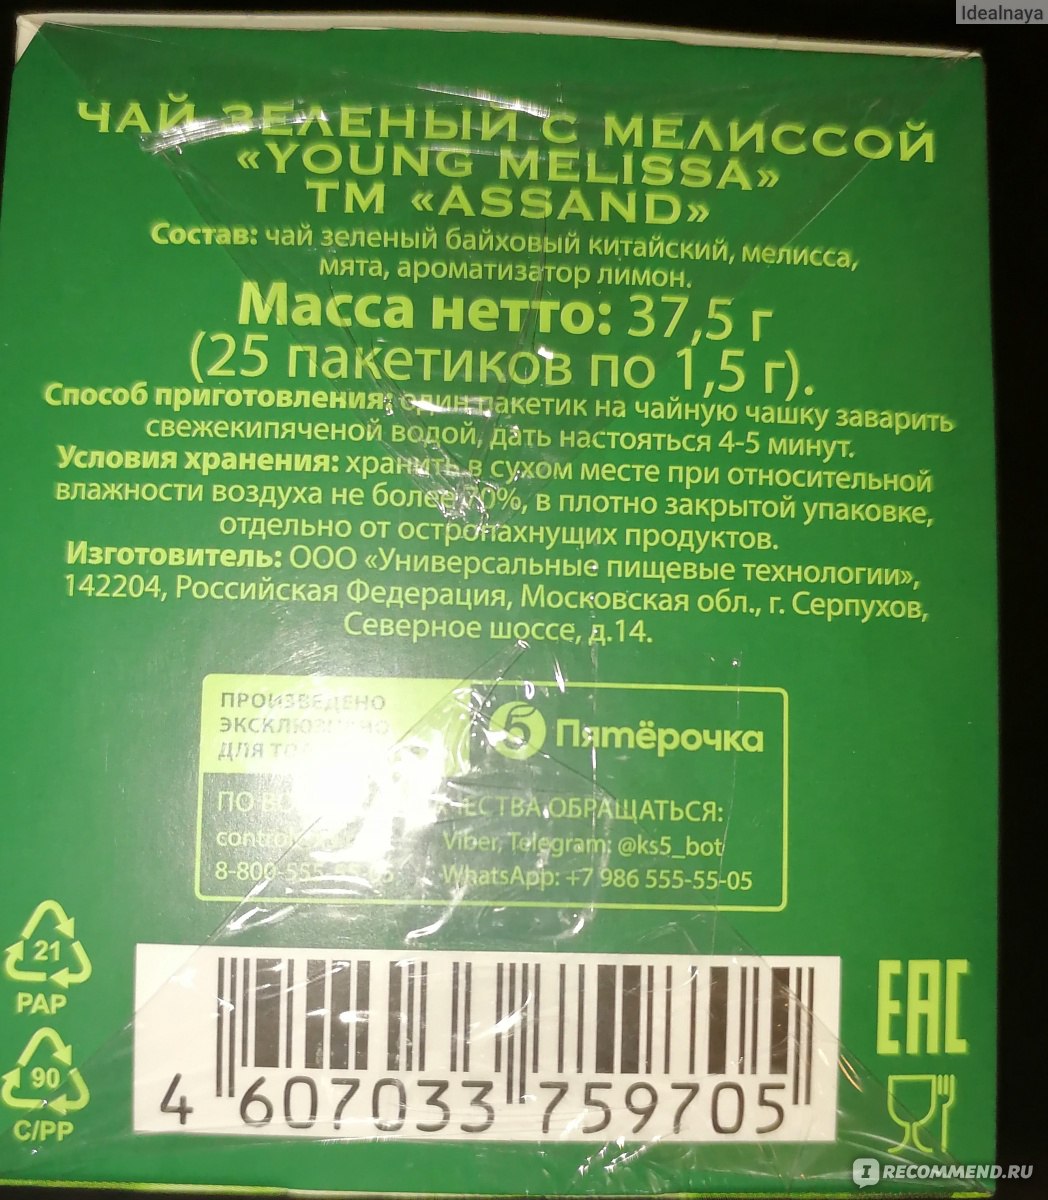 Idealnaya
ЧАЙ ЗЕЛЕНЫЙ С МЕЛИССОЙ
«YOUNG MELISSA»
ТМ «ASSAND»
Состав: чай зеленый байховый китайский, мелисса,
мята, ароматизатор лимон.
Масса нетто: 37,5 г
(25 пакетиков по 1,5 г).
Способ приготовления: один пакетик на чайную чашку заварить
свежекипяченой водой, дать настояться 4-5 минут.
Условия хранения: хранить в сухом месте при относительной
влажности воздуха не более 70%, в плотно закрытой упаковке,
отдельно от остропахнущих продуктов.
Изготовитель: ООО «Универсальные пищевые технологии»,
142204, Российская Федерация, Московская обл., г. Серпухов,
Северное шоссе, д.14.
ПРОИЗВЕДЕНО
ЭКСКЛЮЗИВНО
ДЛЯ
5 Пятёрочка
ПО ОБРАЩАТЬСЯ:
Viber, Telegram: @ks5_bot
WhatsApp: +7 986 555-55-05
21
PAP
90
C/PP
EAC
4 607033 759705
IRECOMMEND.RU